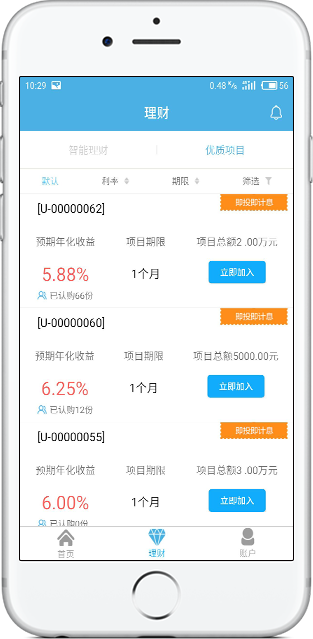 10:29 0.48 K/s 56
理财
智能理财 优质项目
默认 利率 期限 筛选
[U-00000062] 即投即计息
预期年化收益 项目期限 项目总额2.00万元
5.88% 1个月 立即加入
已认购66份
[U-00000060] 即投即计息
预期年化收益 项目期限 项目总额5000.00元
6.25% 1个月 立即加入
已认购12份
[U-00000055] 即投即计息
预期年化收益 项目期限 项目总额3.00万元
6.00% 1个月 立即加入
已认购0份
首页 理财 账户